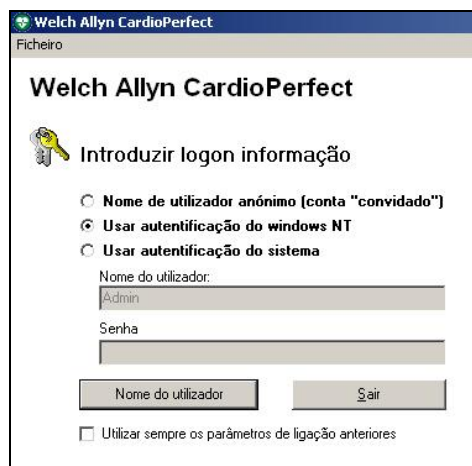 Welch Allyn CardioPerfect
Ficheiro
Welch Allyn CardioPerfect
Introduzir logon informação
Nome de utilizador anónimo (conta "convidado")
Usar autentificação do windows NT
Usar autentificação do sistema
Nome do utilizador:
Admin
Senha
Nome do utilizador Sair
Utilizar sempre os parâmetros de ligação anteriores